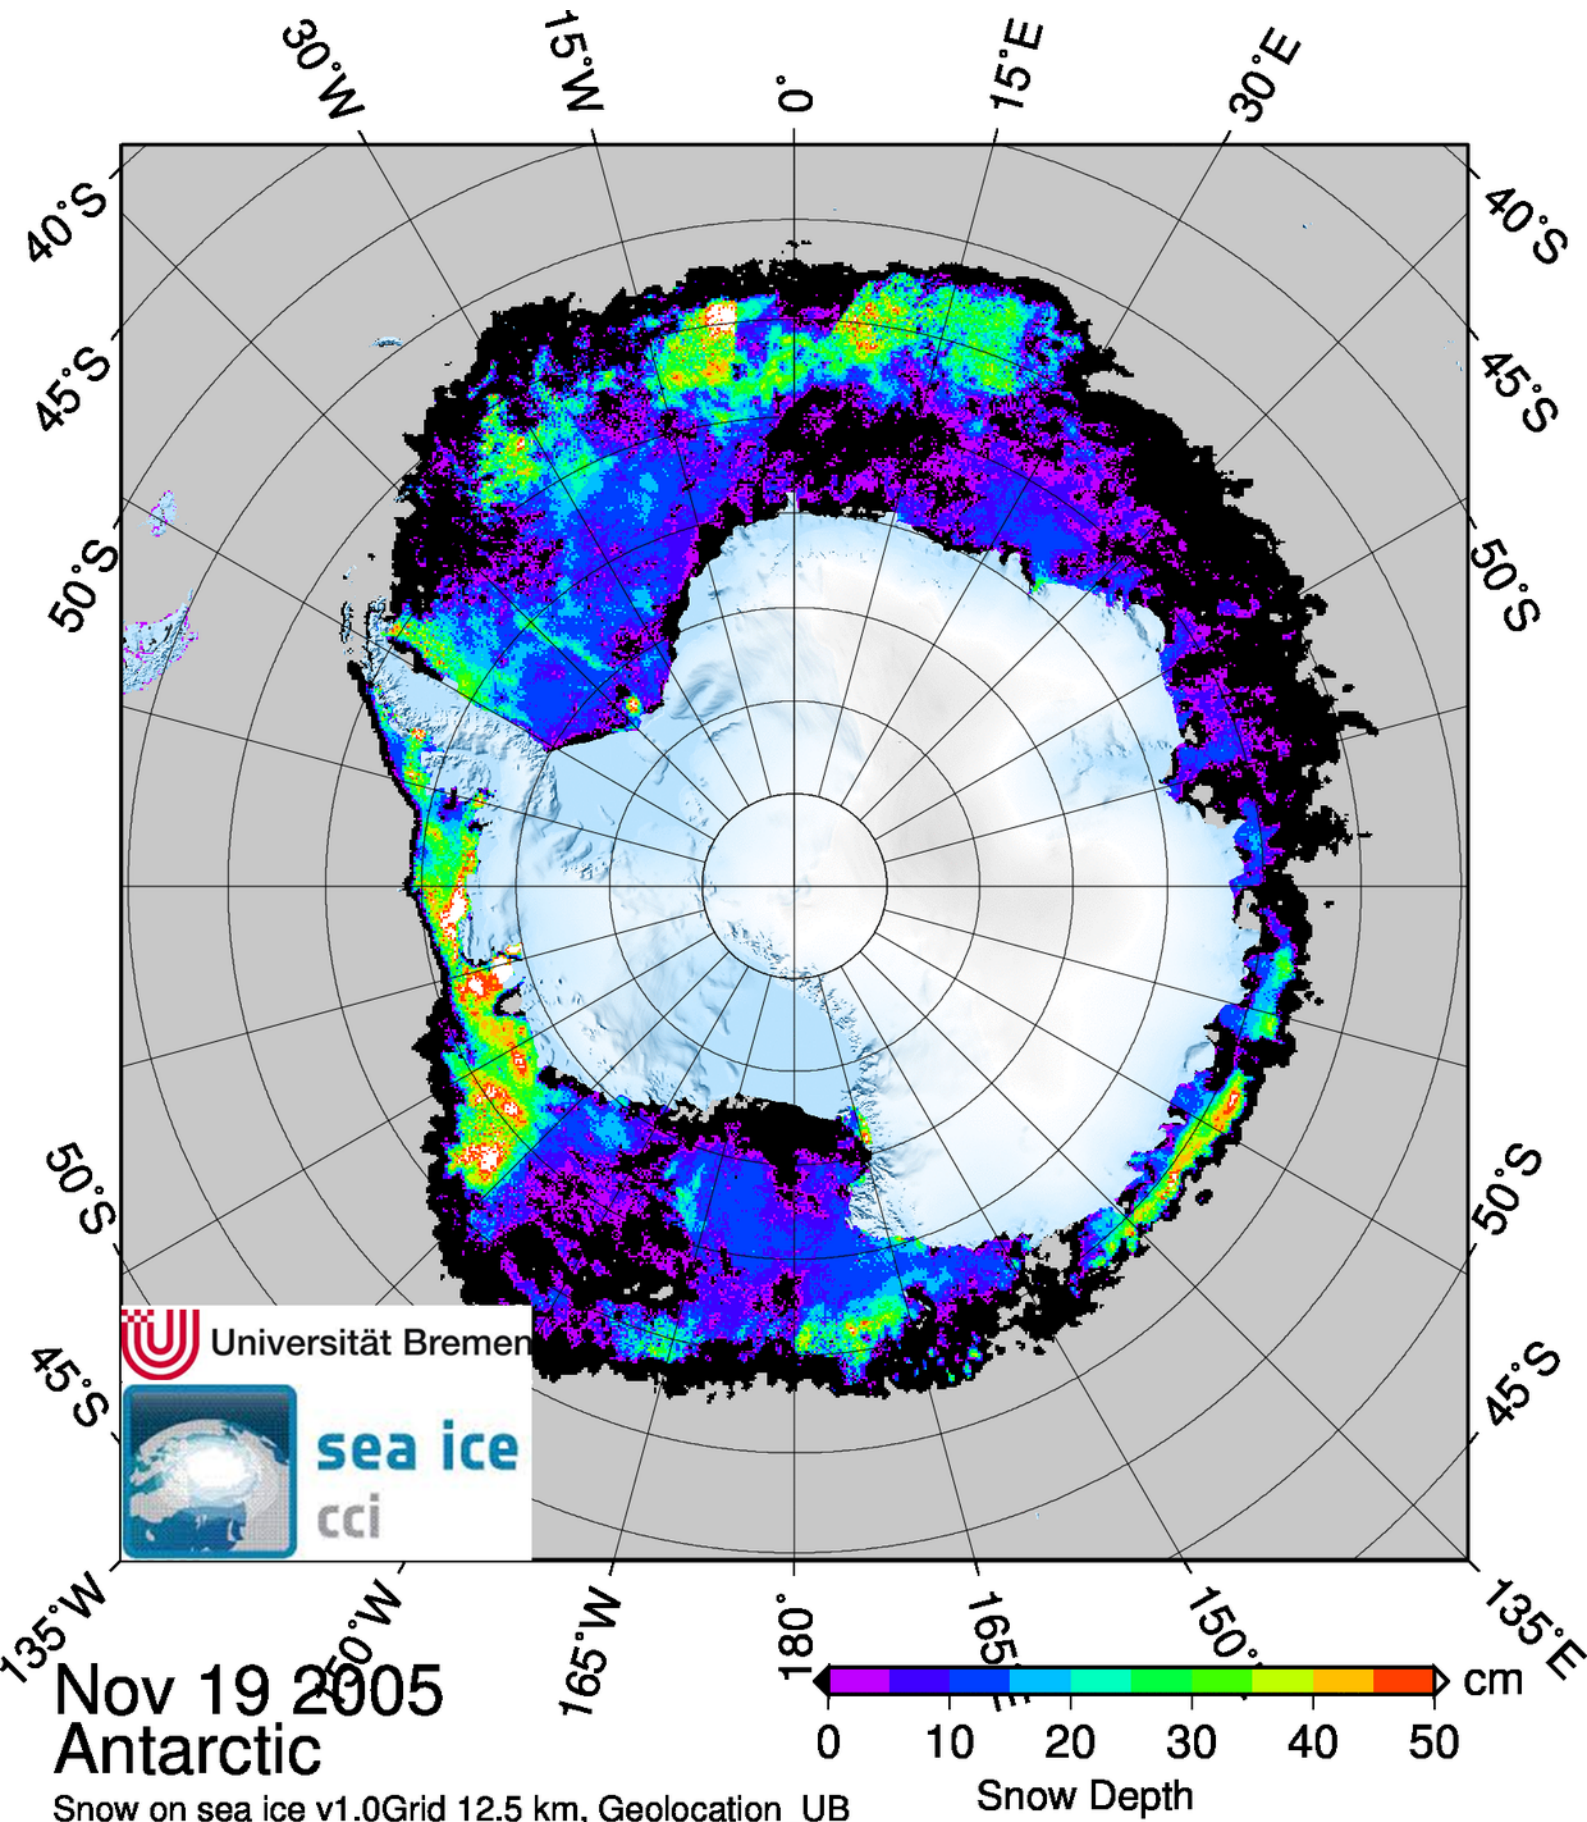 30°W 15°W 0° 15°E 30°E
40°S 40°S
45°S 45°S
50°S 50°S
50°S 50°S
45°S 45°S
Universität Bremen
sea ice
cci
135°W 165°W 180° 135°E
Nov 19 2005
Antarctic
Snow on sea ice v1.0Grid 12.5 km, Geolocation UB
cm
0 10 20 30 40 50
Snow Depth